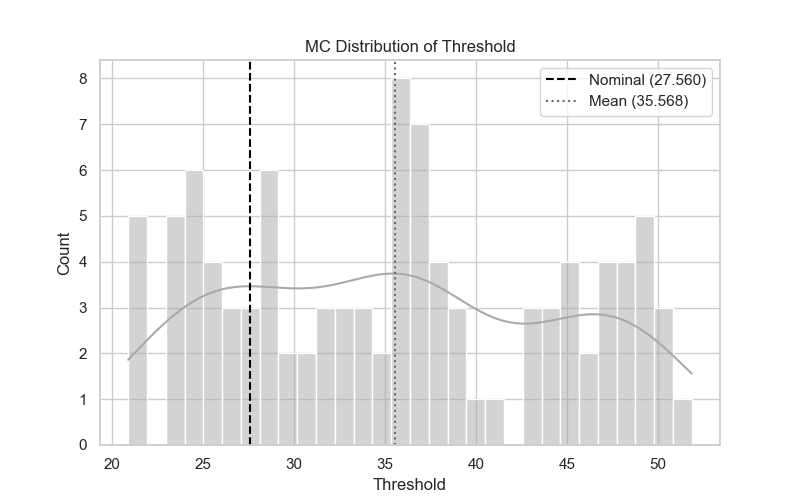 MC Distribution of Threshold
Nominal (27.560)
Mean (35.568)
Count
8
7
6
5
4
3
2
1
0
20 25 30 35 40 45 50
Threshold